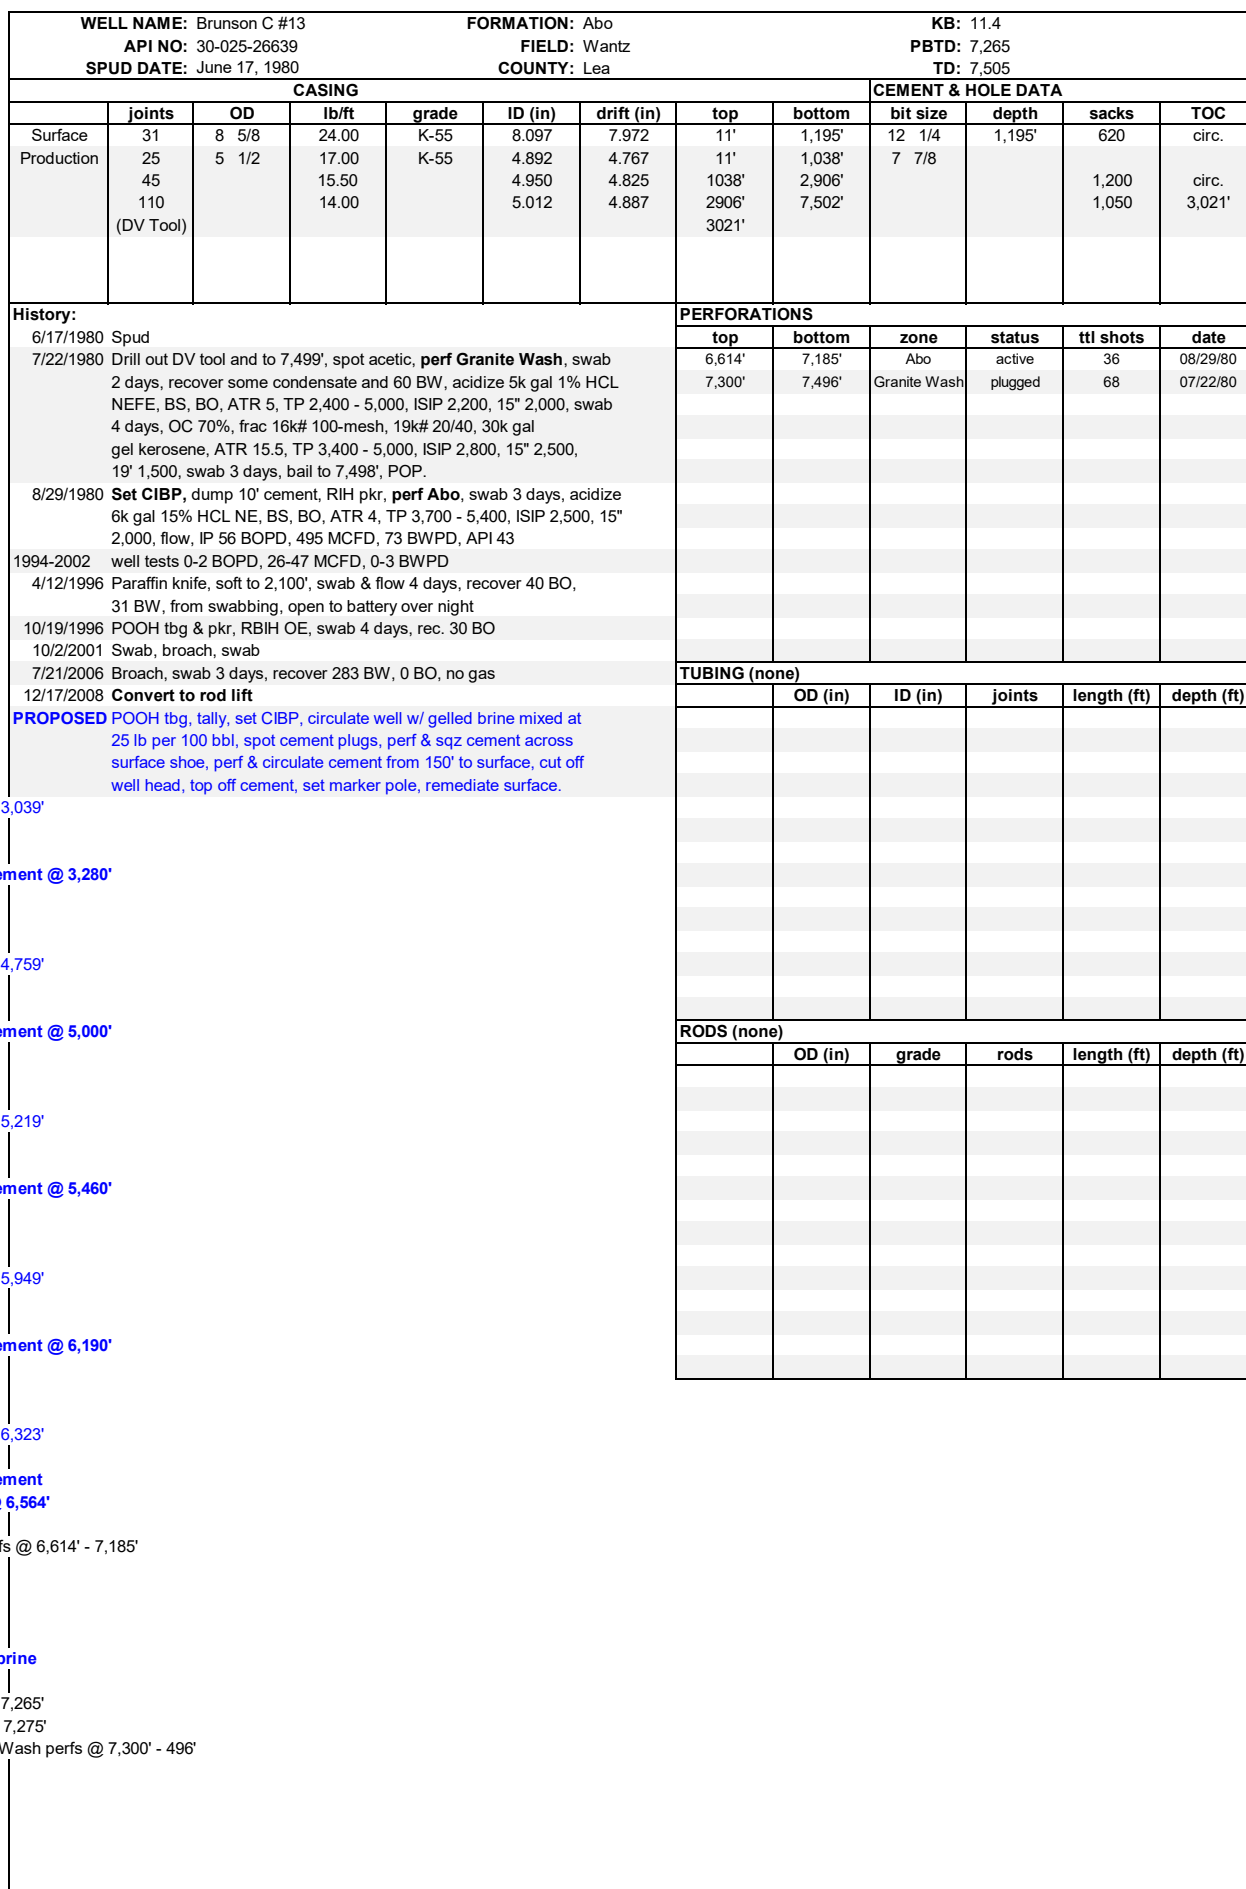 WELL NAME: Brunson C #13 FORMATION: Abo KB: 11.4
API NO: 30-025-26639 FIELD: Wantz PBTD: 7,265
SPUD DATE: June 17, 1980 COUNTY: Lea TD: 7,505
CASING CEMENT & HOLE DATA
joints OD lb/ft grade ID (in) drift (in) top bottom bit size depth sacks TOC
Surface 31 8 5/8 24.00 K-55 8.097 7.972 11' 1,195' 12 1/4 1,195' 620 circ.
Production 25 5 1/2 17.00 K-55 4.892 4.767 11' 1,038' 7 7/8
45 15.50 4.950 4.825 1038' 2,906' 1,200 circ.
110 14.00 5.012 4.887 2906' 7,502' 1,050 3,021'
(DV Tool) 3021'
History:
6/17/1980 Spud
7/22/1980 Drill out DV tool and to 7,499', spot acetic, perf Granite Wash, swab
2 days, recover some condensate and 60 BW, acidize 5k gal 1% HCL
NEFE, BS, BO, ATR 5, TP 2,400 - 5,000, ISIP 2,200, 15" 2,000, swab
4 days, OC 70%, frac 16k# 100-mesh, 19k# 20/40, 30k gal
gel kerosene, ATR 15.5, TP 3,400 - 5,000, ISIP 2,800, 15" 2,500,
19' 1,500, swab 3 days, bail to 7,498', POP.
8/29/1980 Set CIBP, dump 10' cement, RIH pkr, perf Abo, swab 3 days, acidize
6k gal 15% HCL NE, BS, BO, ATR 4, TP 3,700 - 5,400, ISIP 2,500, 15"
2,000, flow, IP 56 BOPD, 495 MCFD, 73 BWPD, API 43
1994-2002 well tests 0-2 BOPD, 26-47 MCFD, 0-3 BWPD
4/12/1996 Paraffin knife, soft to 2,100', swab & flow 4 days, recover 40 BO,
31 BW, from swabbing, open to battery over night
10/19/1996 POOH tbg & pkr, RBIH OE, swab 4 days, rec. 30 BO
10/2/2001 Swab, broach, swab
7/21/2006 Broach, swab 3 days, recover 283 BW, 0 BO, no gas
12/17/2008 Convert to rod lift
PROPOSED POOH tbg, tally, set CIBP, circulate well w/ gelled brine mixed at
25 lb per 100 bbl, spot cement plugs, perf & sqz cement across
surface shoe, perf & circulate cement from 150' to surface, cut off
well head, top off cement, set marker pole, remediate surface.
PERFORATIONS
top bottom zone status ttl shots date
6,614' 7,185' Abo active 36 08/29/80
7,300' 7,496' Granite Wash plugged 68 07/22/80
TUBING (none)
OD (in) ID (in) joints length (ft) depth (ft)
RODS (none)
OD (in) grade rods length (ft) depth (ft)
3,039'
ement @ 3,280'
4,759'
ement @ 5,000'
5,219'
ement @ 5,460'
5,949'
ement @ 6,190'
6,323'
ement
6,564'
fs @ 6,614' - 7,185'
brine
7,265'
7,275'
Wash perfs @ 7,300' - 496'